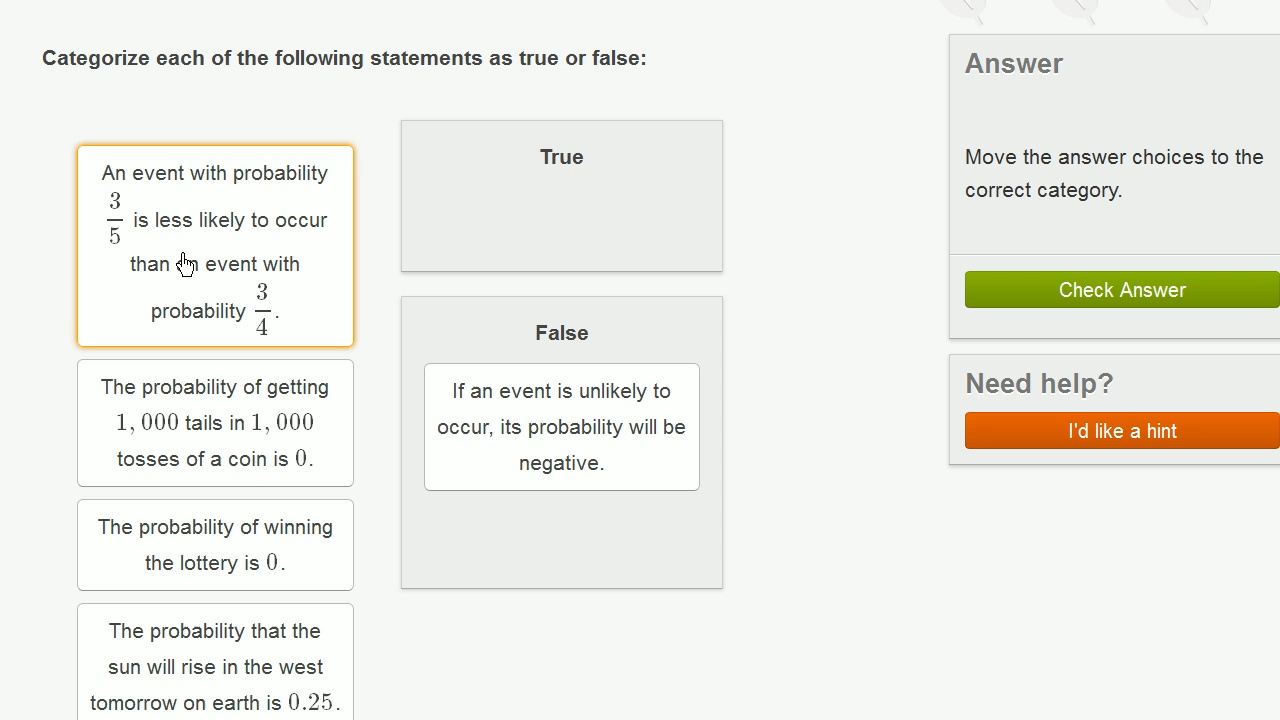 Categorize each of the following statements as true or false:
An event with probability
3/5 is less likely to occur
than an event with
probability 3/4.
The probability of getting
1,000 tails in 1,000
tosses of a coin is 0.
The probability of winning
the lottery is 0.
The probability that the
sun will rise in the west
tomorrow on earth is 0.25.
True
False
If an event is unlikely to
occur, its probability will be
negative.
Answer
Move the answer choices to the
correct category.
Check Answer
Need help?
I'd like a hint